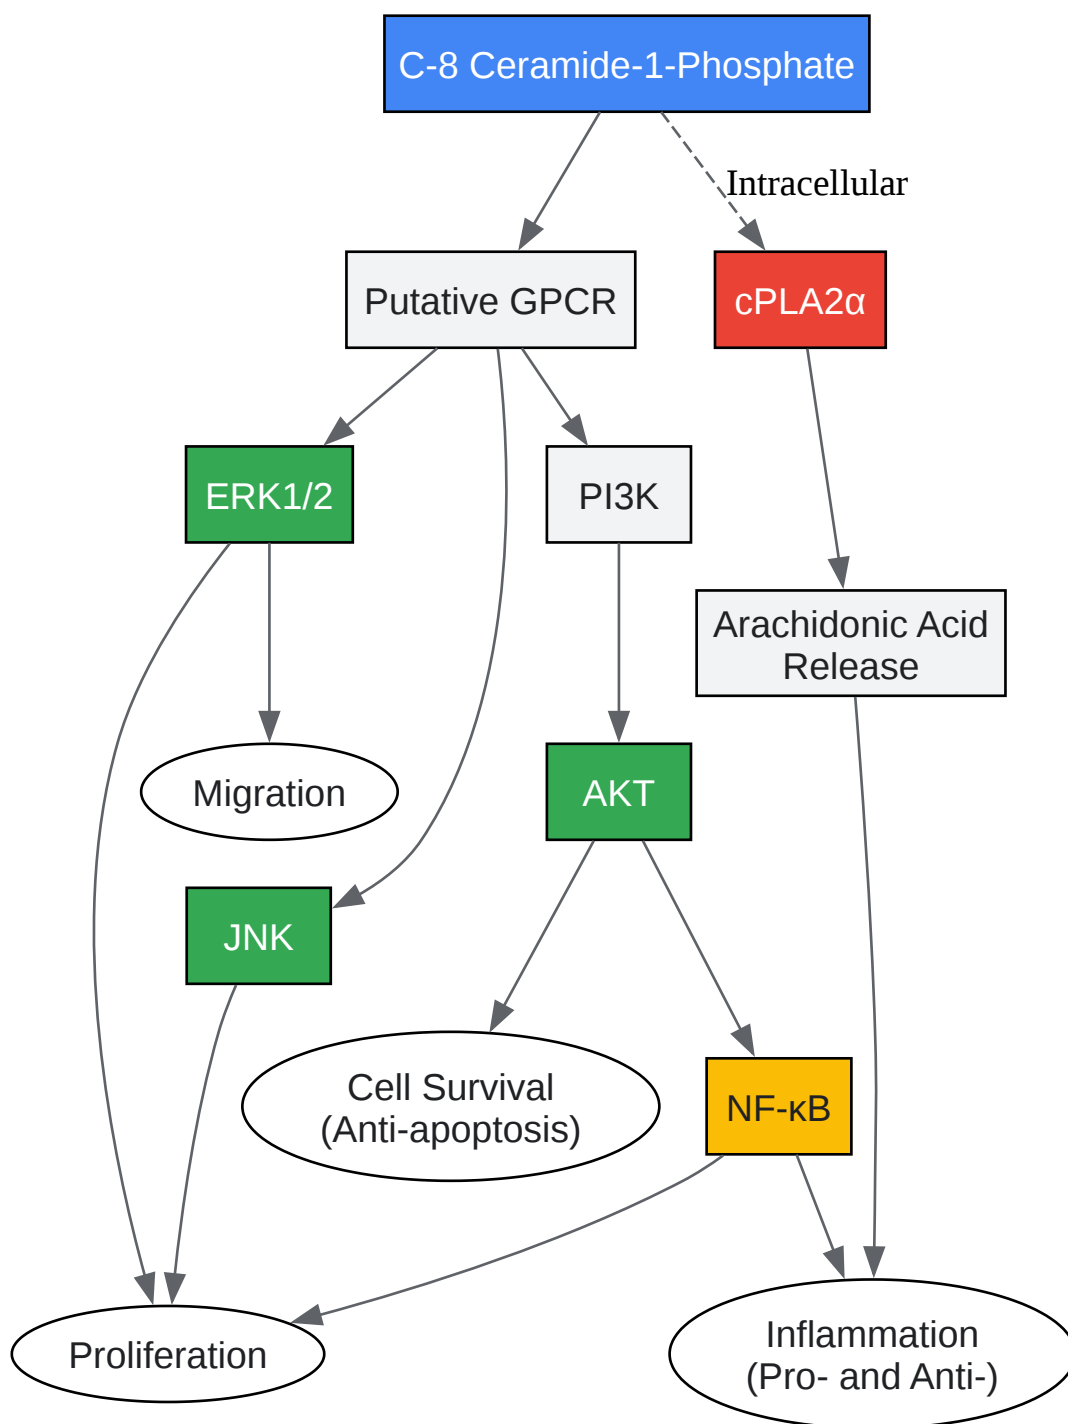 C-8 Ceramide-1-Phosphate
Intracellular
Putative GPCR
cPLA2α
ERK1/2
PI3K
Arachidonic Acid
Release
Migration
AKT
JNK
Cell Survival
(Anti-apoptosis)
NF-κB
Proliferation
Inflammation
(Pro- and Anti-)